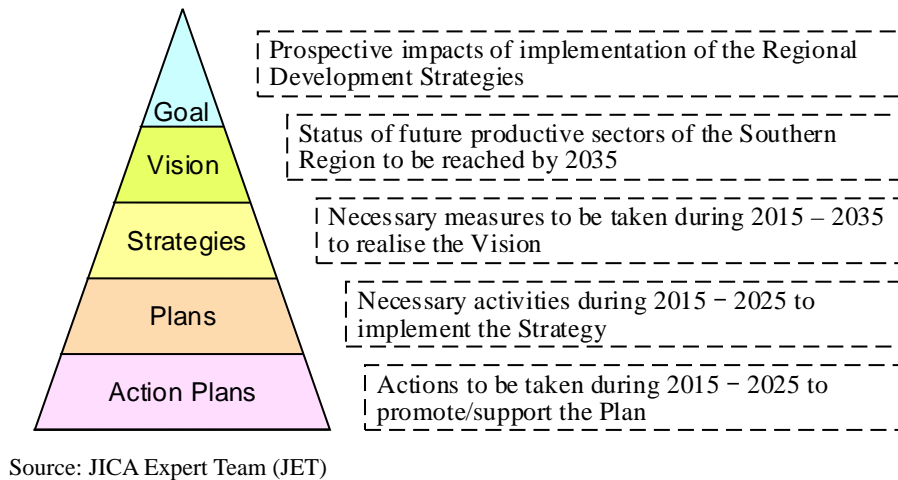 Prospective impacts of implementation of the Regional
Development Strategies
Goal
Status of future productive sectors of the Southern
Region to be reached by 2035
Vision
Necessary measures to be taken during 2015 – 2035
to realise the Vision
Strategies
Necessary activities during 2015 – 2025 to
implement the Strategy
Plans
Actions to be taken during 2015 – 2025 to
promote/support the Plan
Action Plans
Source: JICA Expert Team (JET)